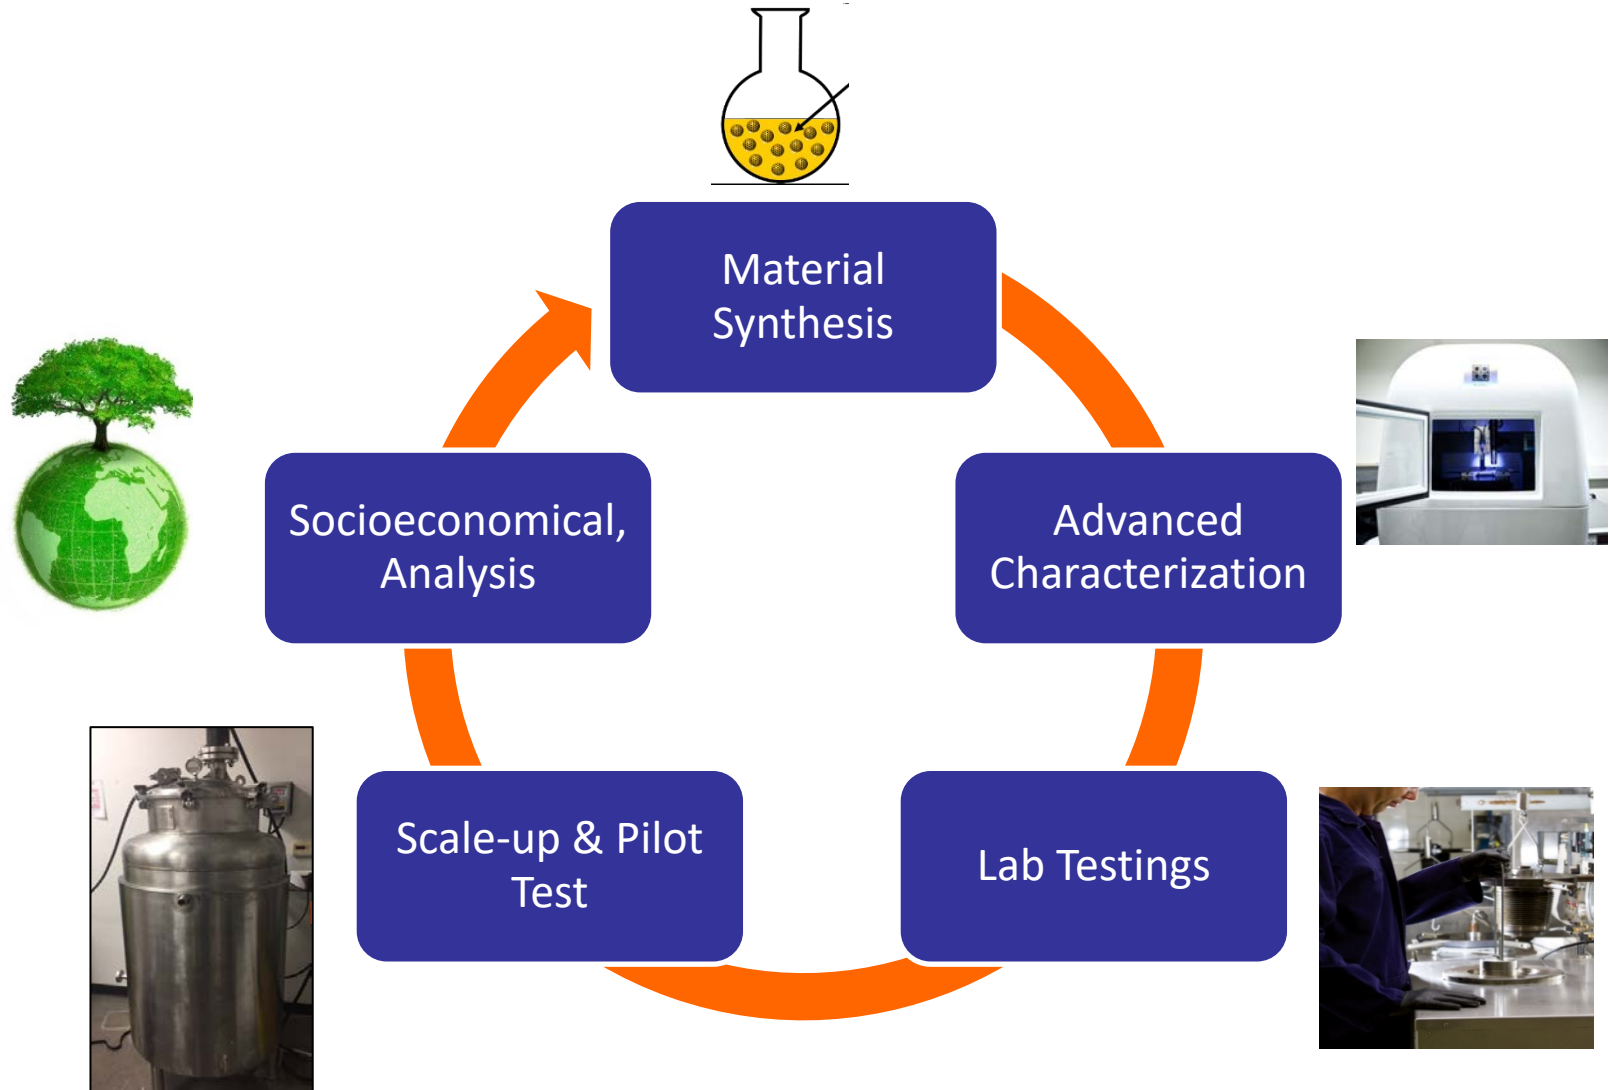 Material
Synthesis
Advanced
Characterization
Lab Testings
Scale-up & Pilot
Test
Socioeconomical,
Analysis